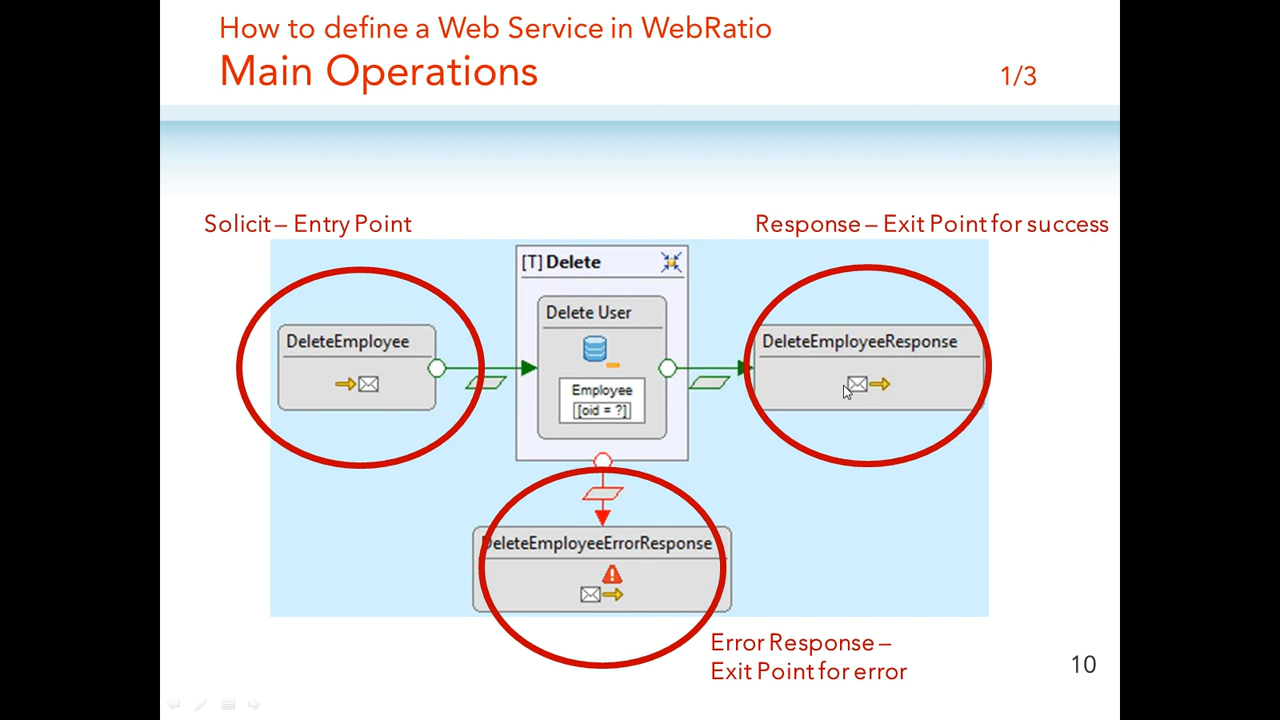 How to define a Web Service in WebRatio
Main Operations
1/3
Solicit – Entry Point
Response – Exit Point for success
[T] Delete
Delete User
DeleteEmployee
DeleteEmployeeResponse
Employee
[oid = ?]
DeleteEmployeeErrorResponse
Error Response –
Exit Point for error
10